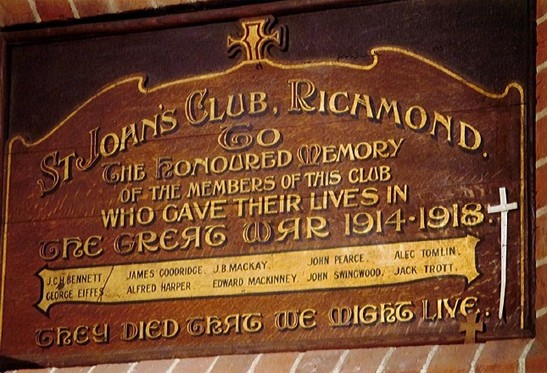 ST JOHN'S CLUB, RICHMOND.
TO
THE HONOURED MEMORY
OF THE MEMBERS OF THIS CLUB
WHO GAVE THEIR LIVES IN
THE GREAT WAR 1914-1918.
J.C.H. BENNETT. JAMES GOODRIDGE. J.B. MACKAY. JOHN PEARCE. ALEC TOMLIN.
GEORGE EIFFES ALFRED HARPER. EDWARD MACKINNEY. JOHN SWINGWOOD. JACK TROTT.
THEY DIED THAT WE MIGHT LIVE.